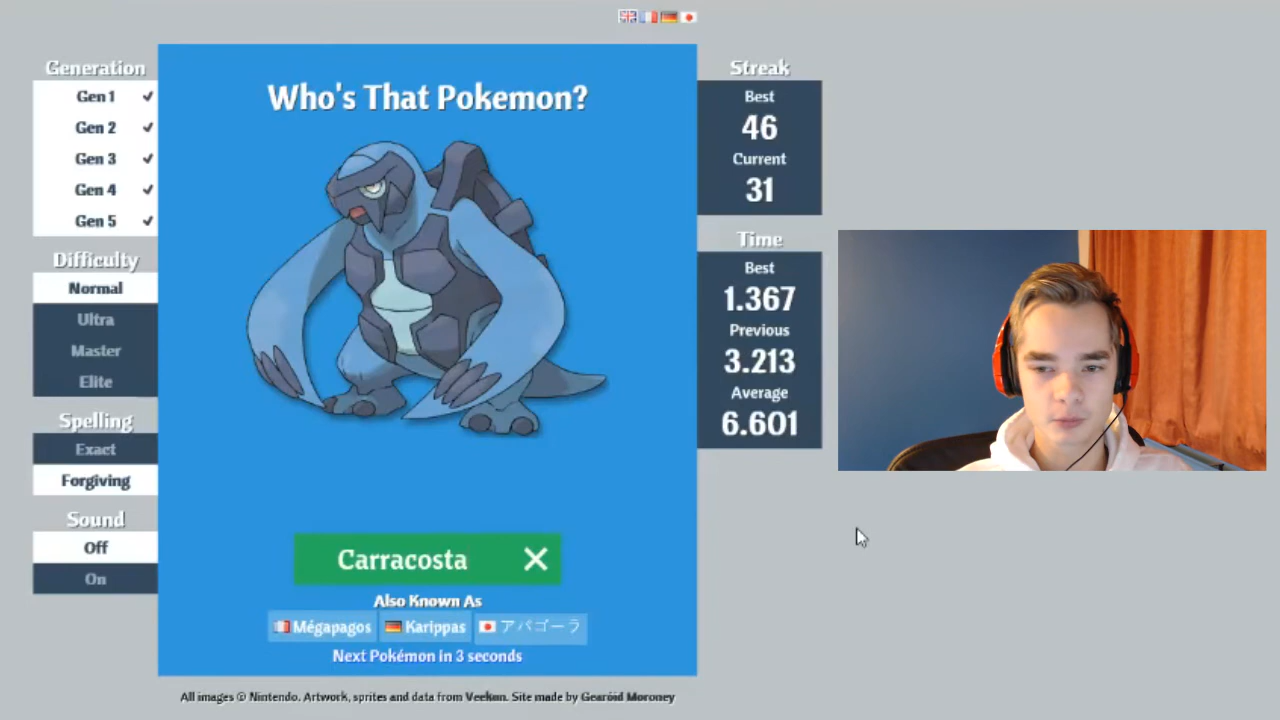 Generation
Gen 1
Gen 2
Gen 3
Gen 4
Gen 5
Difficulty
Normal
Ultra
Master
Elite
Spelling
Exact
Forgiving
Sound
Off
On
Who's That Pokemon?
Carracosta
Also Known As
Mégapagos Karippas アバゴーラ
Next Pokémon in 3 seconds
Streak
Best
46
Current
31
Time
Best
1.367
Previous
3.213
Average
6.601
All images © Nintendo. Artwork, sprites and data from Veekun. Site made by Gearóid Moroney